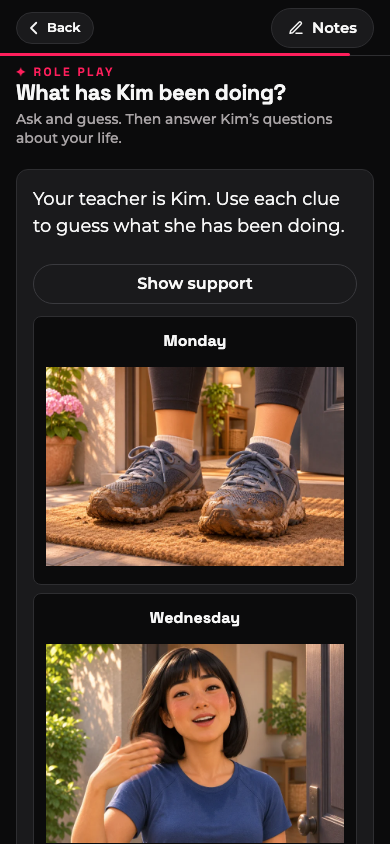 Back
Notes
✦ ROLE PLAY
What has Kim been doing?
Ask and guess. Then answer Kim's questions
about your life.
Your teacher is Kim. Use each clue
to guess what she has been doing.
Show support
Monday
Wednesday